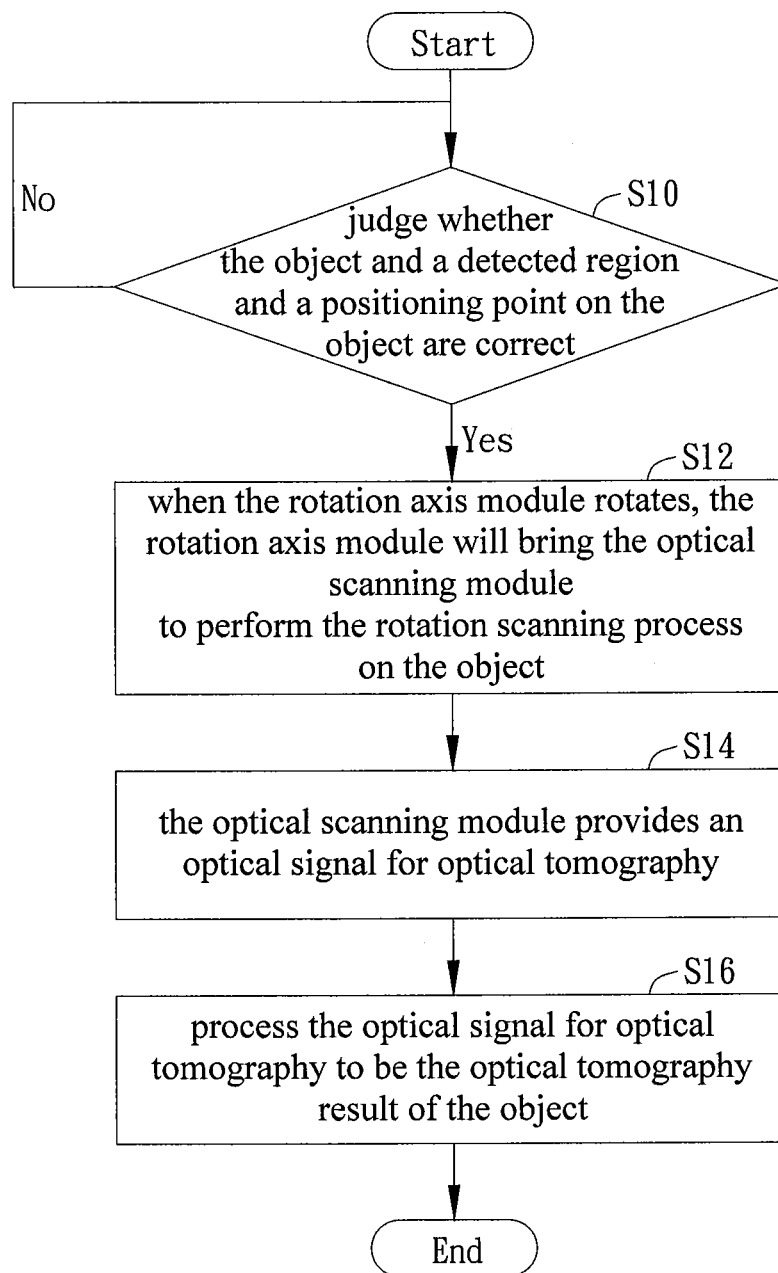 Start
No
S10
judge whether
the object and a detected region
and a positioning point on the
object are correct
Yes
S12
when the rotation axis module rotates, the
rotation axis module will bring the optical
scanning module
to perform the rotation scanning process
on the object
S14
the optical scanning module provides an
optical signal for optical tomography
S16
process the optical signal for optical
tomography to be the optical tomography
result of the object
End